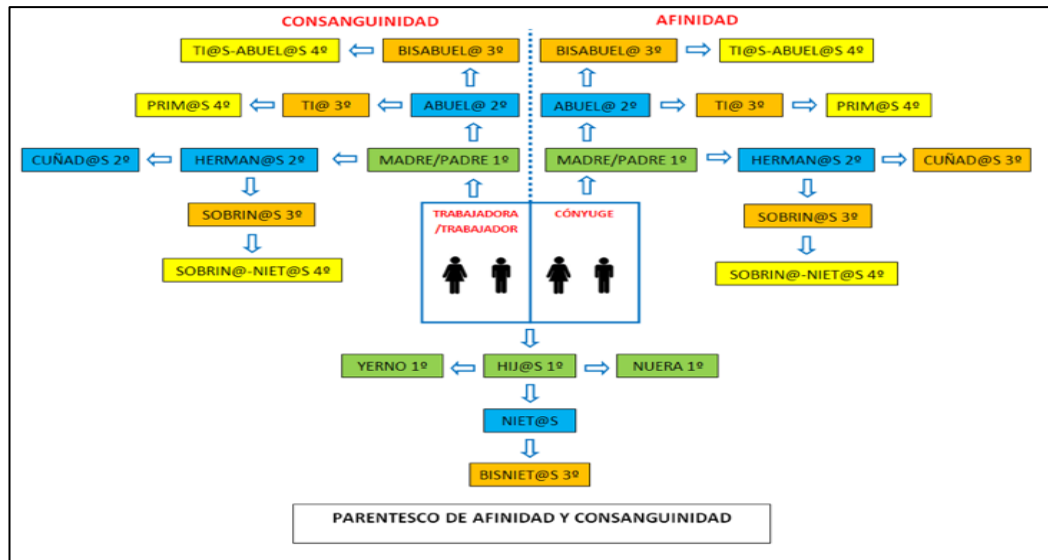 CONSANGUINIDAD AFINIDAD
TI@S-ABUEL@S 4º BISABUEL@ 3º BISABUEL@ 3º TI@S-ABUEL@S 4º
PRIM@S 4º TI@ 3º ABUEL@ 2º ABUEL@ 2º TI@ 3º PRIM@S 4º
CUÑAD@S 2º HERMAN@S 2º MADRE/PADRE 1º MADRE/PADRE 1º HERMAN@S 2º CUÑAD@S 3º
SOBRIN@S 3º TRABAJADORA CÓNYUGE SOBRIN@S 3º
/TRABAJADOR
SOBRIN@-NIET@S 4º SOBRIN@-NIET@S 4º
YERNO 1º HIJ@S 1º NUERA 1º
NIET@S
BISNIET@S 3º
PARENTESCO DE AFINIDAD Y CONSANGUINIDAD